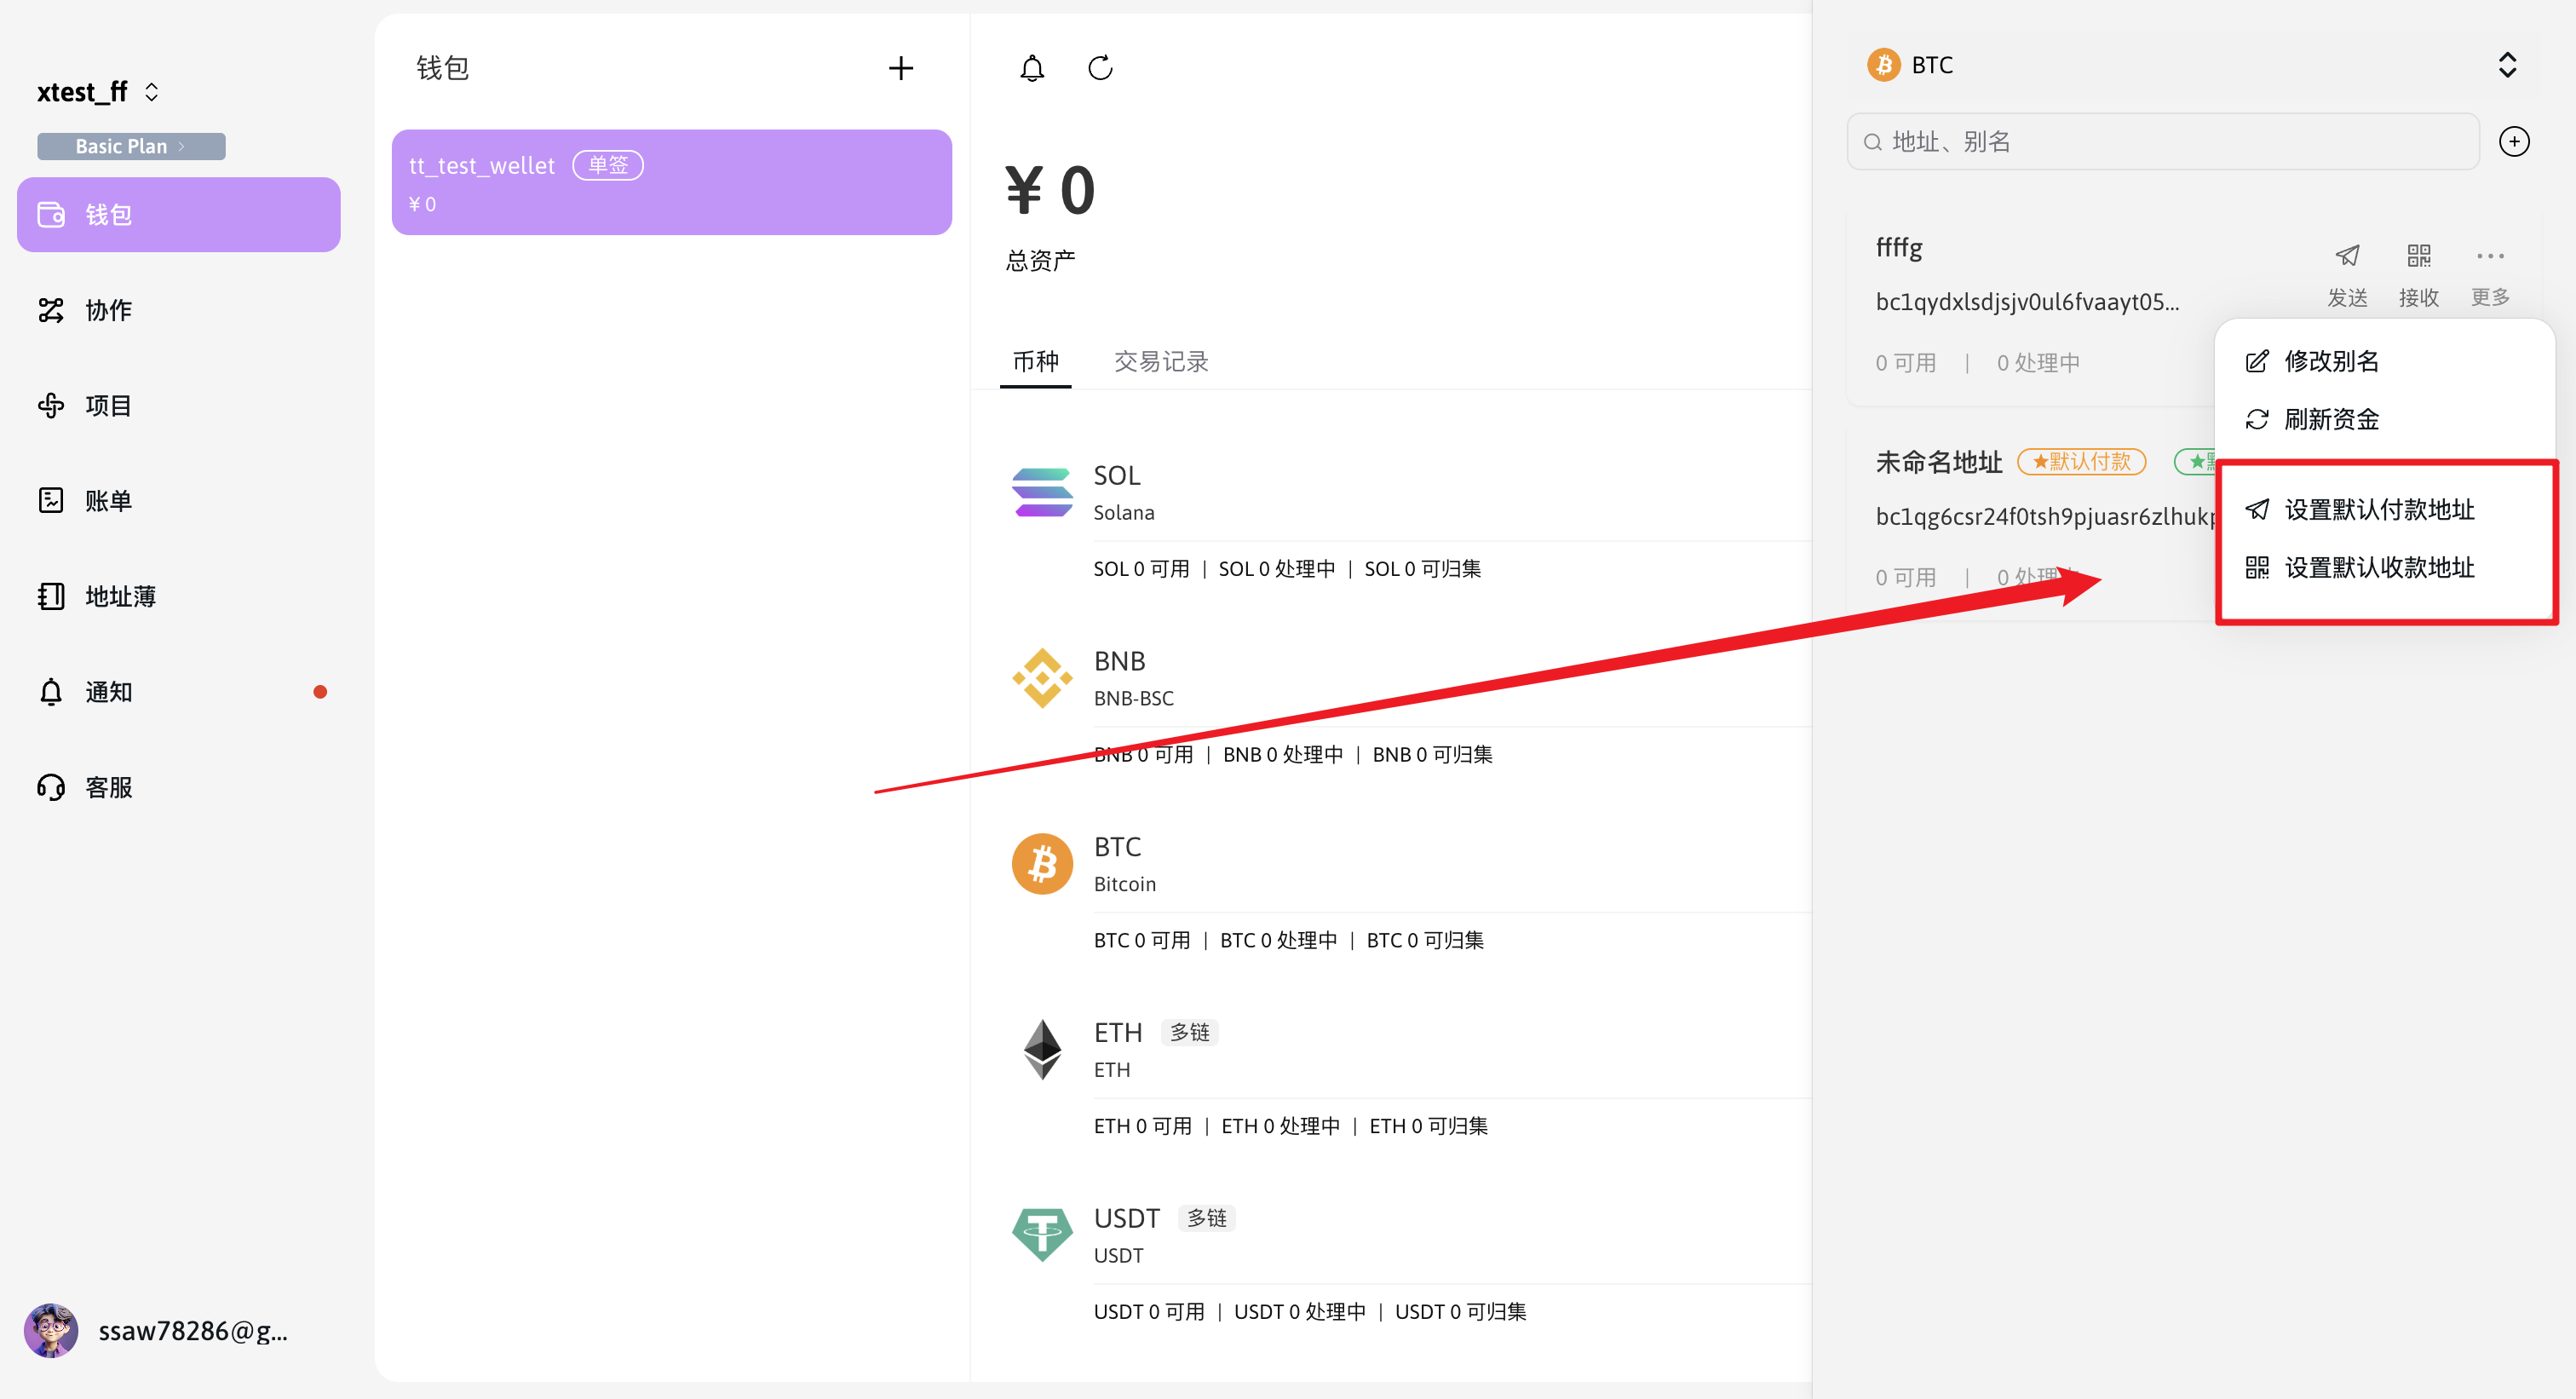 xtest_ff
Basic Plan
钱包
协作
项目
账单
地址薄
通知
客服
ssaw78286@g...
钱包
tt_test_wellet 单签
¥ 0
¥ 0
总资产
币种 交易记录
SOL
Solana
SOL 0 可用 | SOL 0 处理中 | SOL 0 可归集
BNB
BNB-BSC
BNB 0 可用 | BNB 0 处理中 | BNB 0 可归集
BTC
Bitcoin
BTC 0 可用 | BTC 0 处理中 | BTC 0 可归集
ETH 多链
ETH
ETH 0 可用 | ETH 0 处理中 | ETH 0 可归集
USDT 多链
USDT
USDT 0 可用 | USDT 0 处理中 | USDT 0 可归集
BTC
地址、别名
ffffg
发送 接收 更多
bc1qydxlsdjsjv0ul6fvaayt05...
0 可用 | 0 处理中
未命名地址 ★默认付款
bc1qg6csr24f0tsh9pjuasr6zlhuk
0 可用 | 0 处理中
修改别名
刷新资金
设置默认付款地址
设置默认收款地址